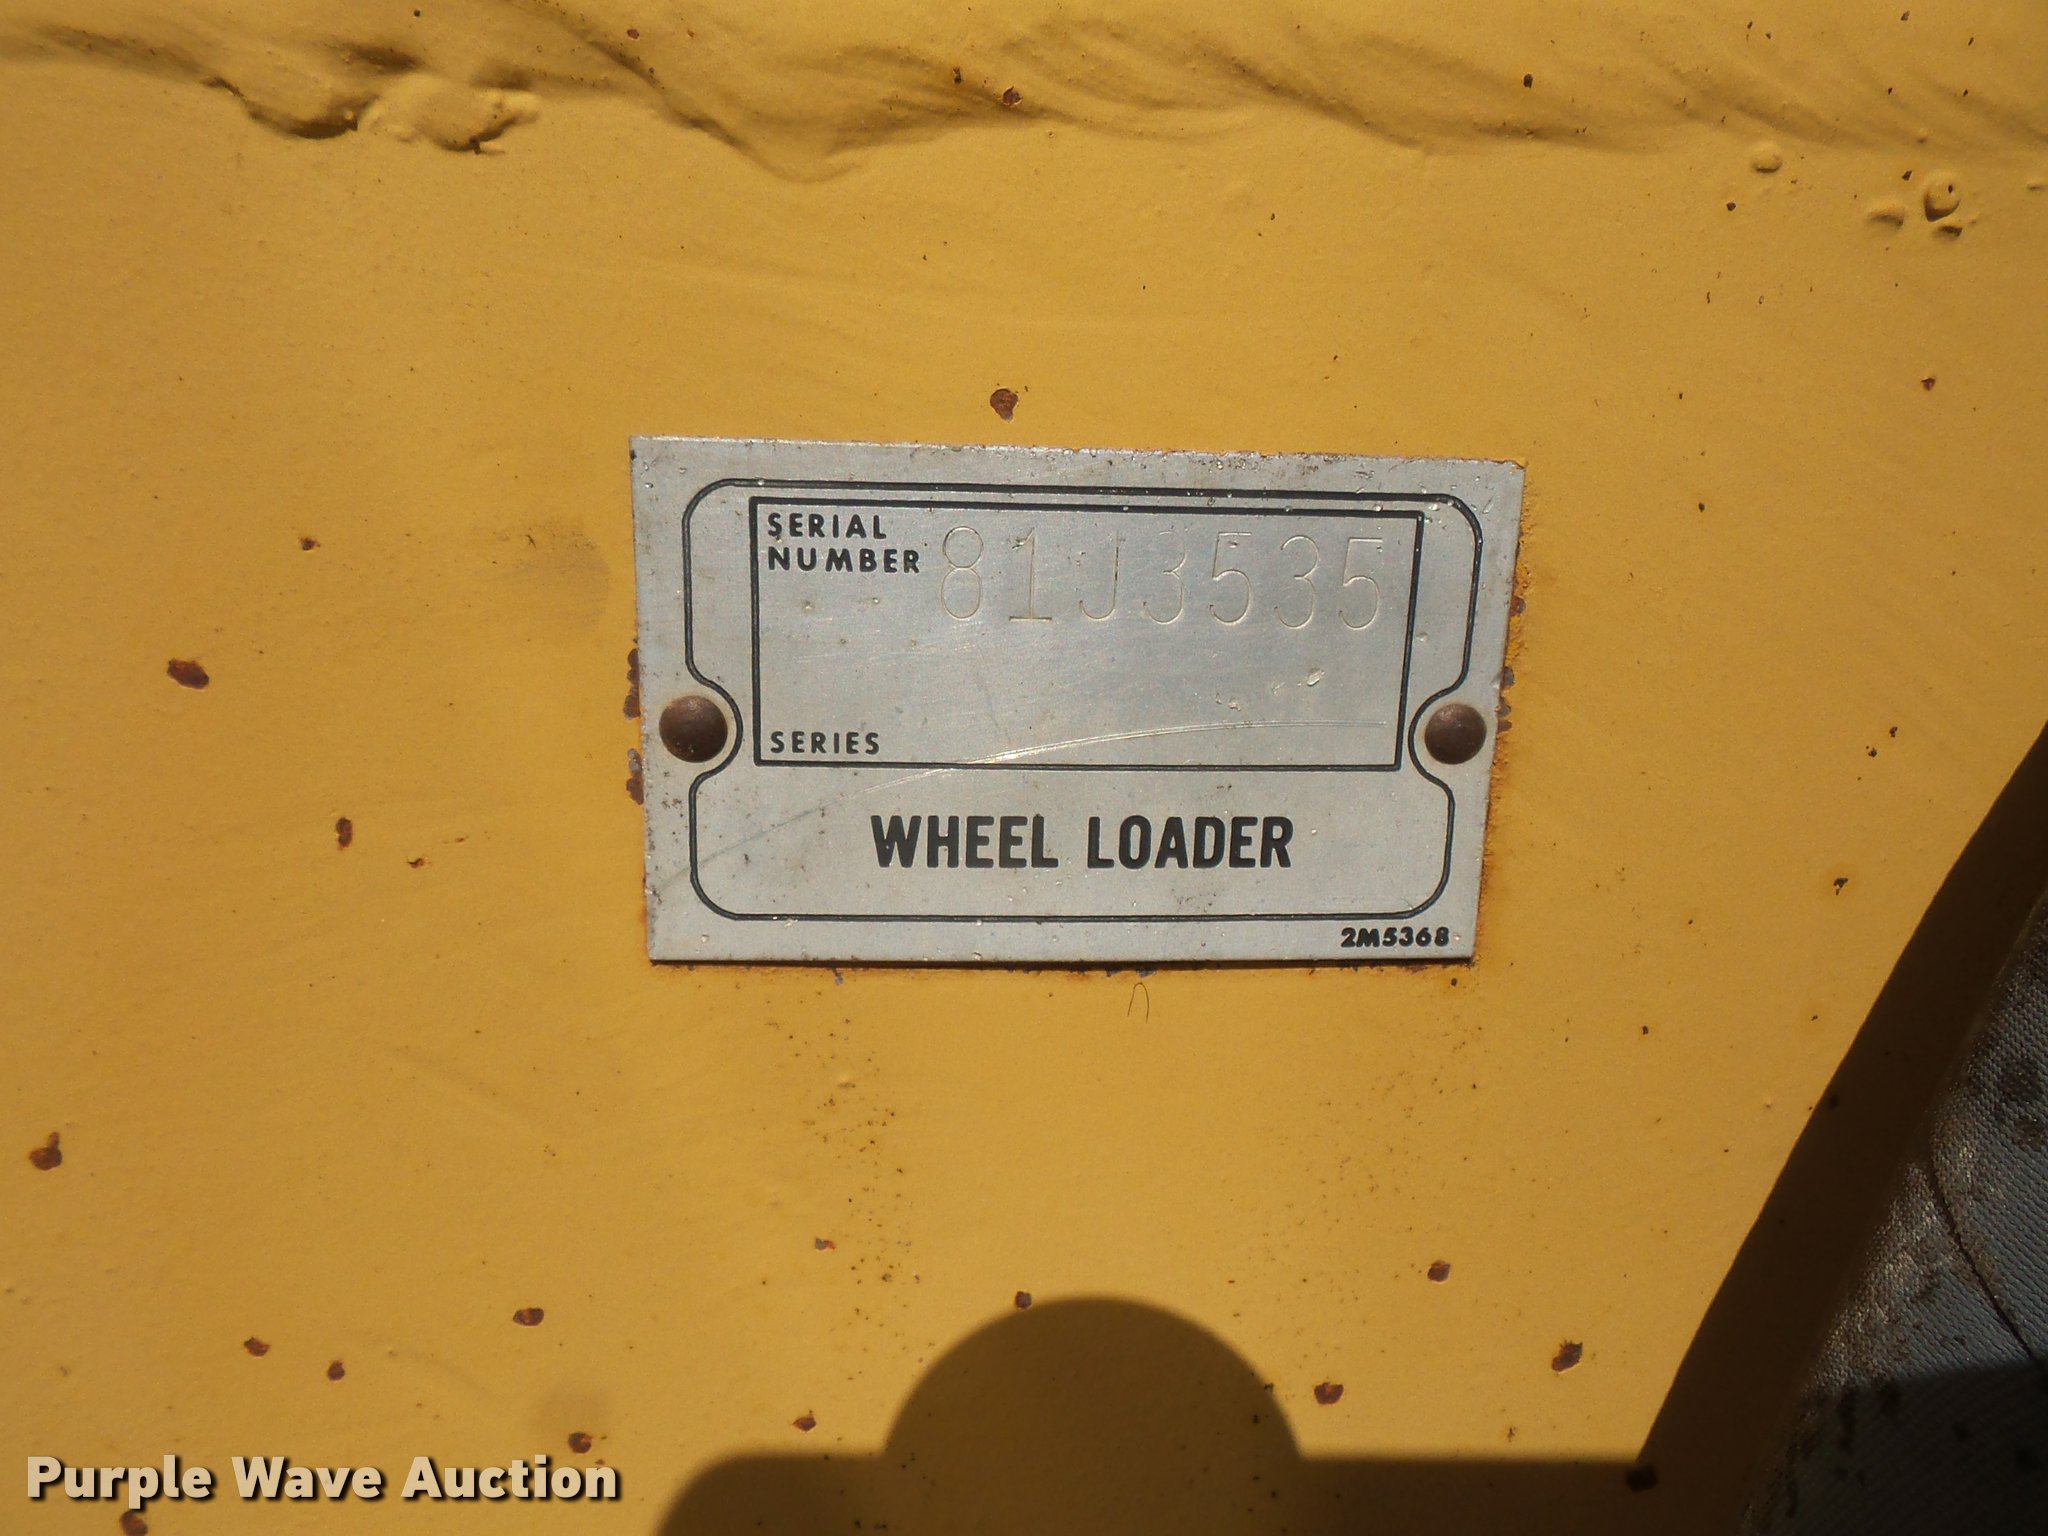 SERIAL
NUMBER 81J3535
SERIES
WHEEL LOADER
2M5368
Purple Wave Auction